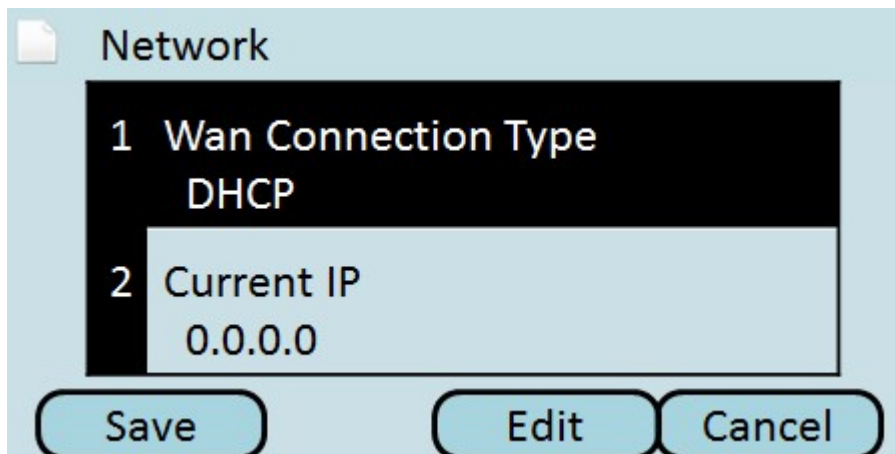 Network
1 Wan Connection Type
DHCP
2 Current IP
0.0.0.0
Save Edit Cancel